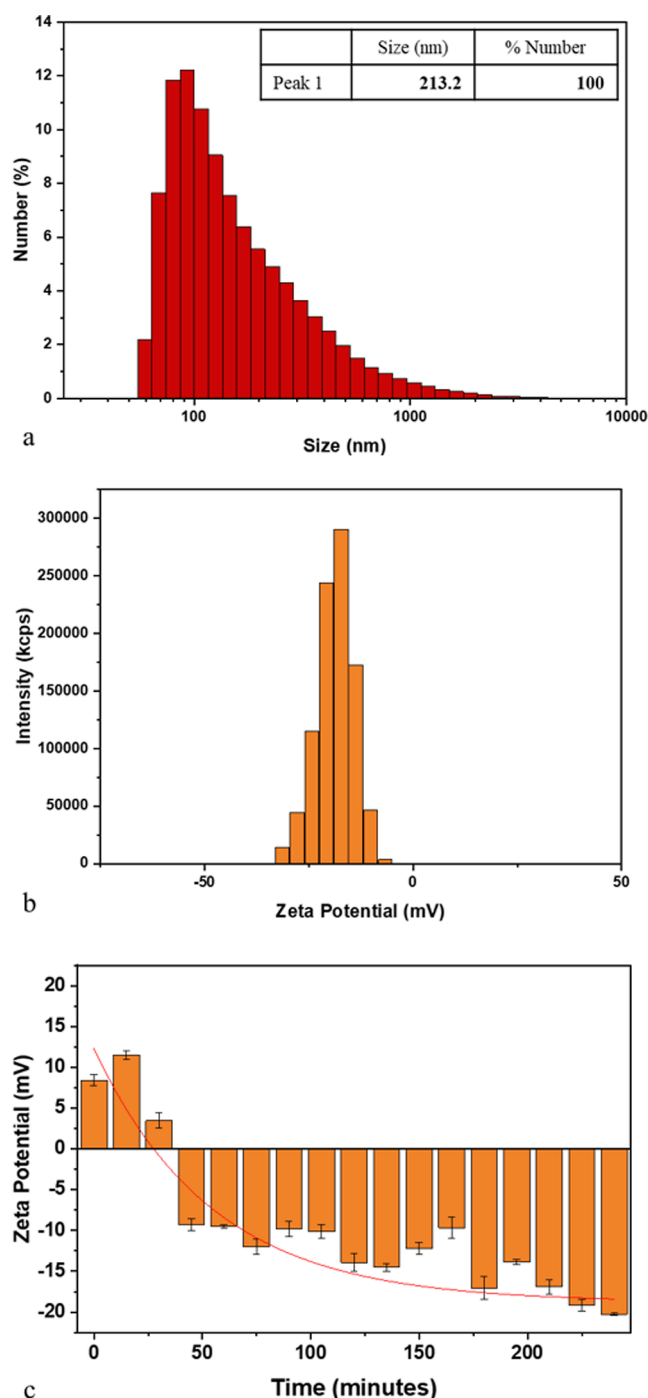 14
12
10
8
6
4
2
0
Number (%)
Size (nm) % Number
Peak 1 213.2 100
100 1000 10000
Size (nm)
a
300000
250000
200000
150000
100000
50000
0
Intensity (kcps)
-50 0 50
Zeta Potential (mV)
b
20
15
10
5
0
-5
-10
-15
-20
Zeta Potential (mV)
0 50 100 150 200
Time (minutes)
c